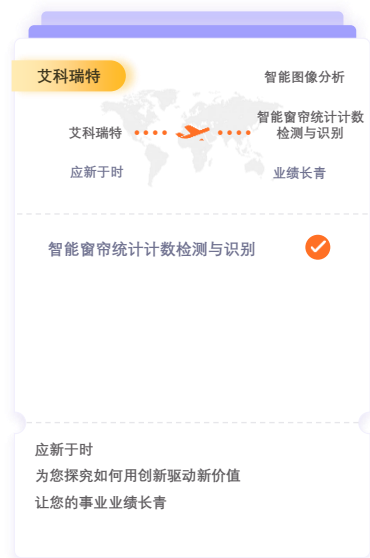 艾科瑞特
智能图像分析
艾科瑞特
智能窗帘统计计数
检测与识别
应新于时
业绩长青
智能窗帘统计计数检测与识别
应新于时
为您探究如何用创新驱动新价值
让您的事业业绩长青